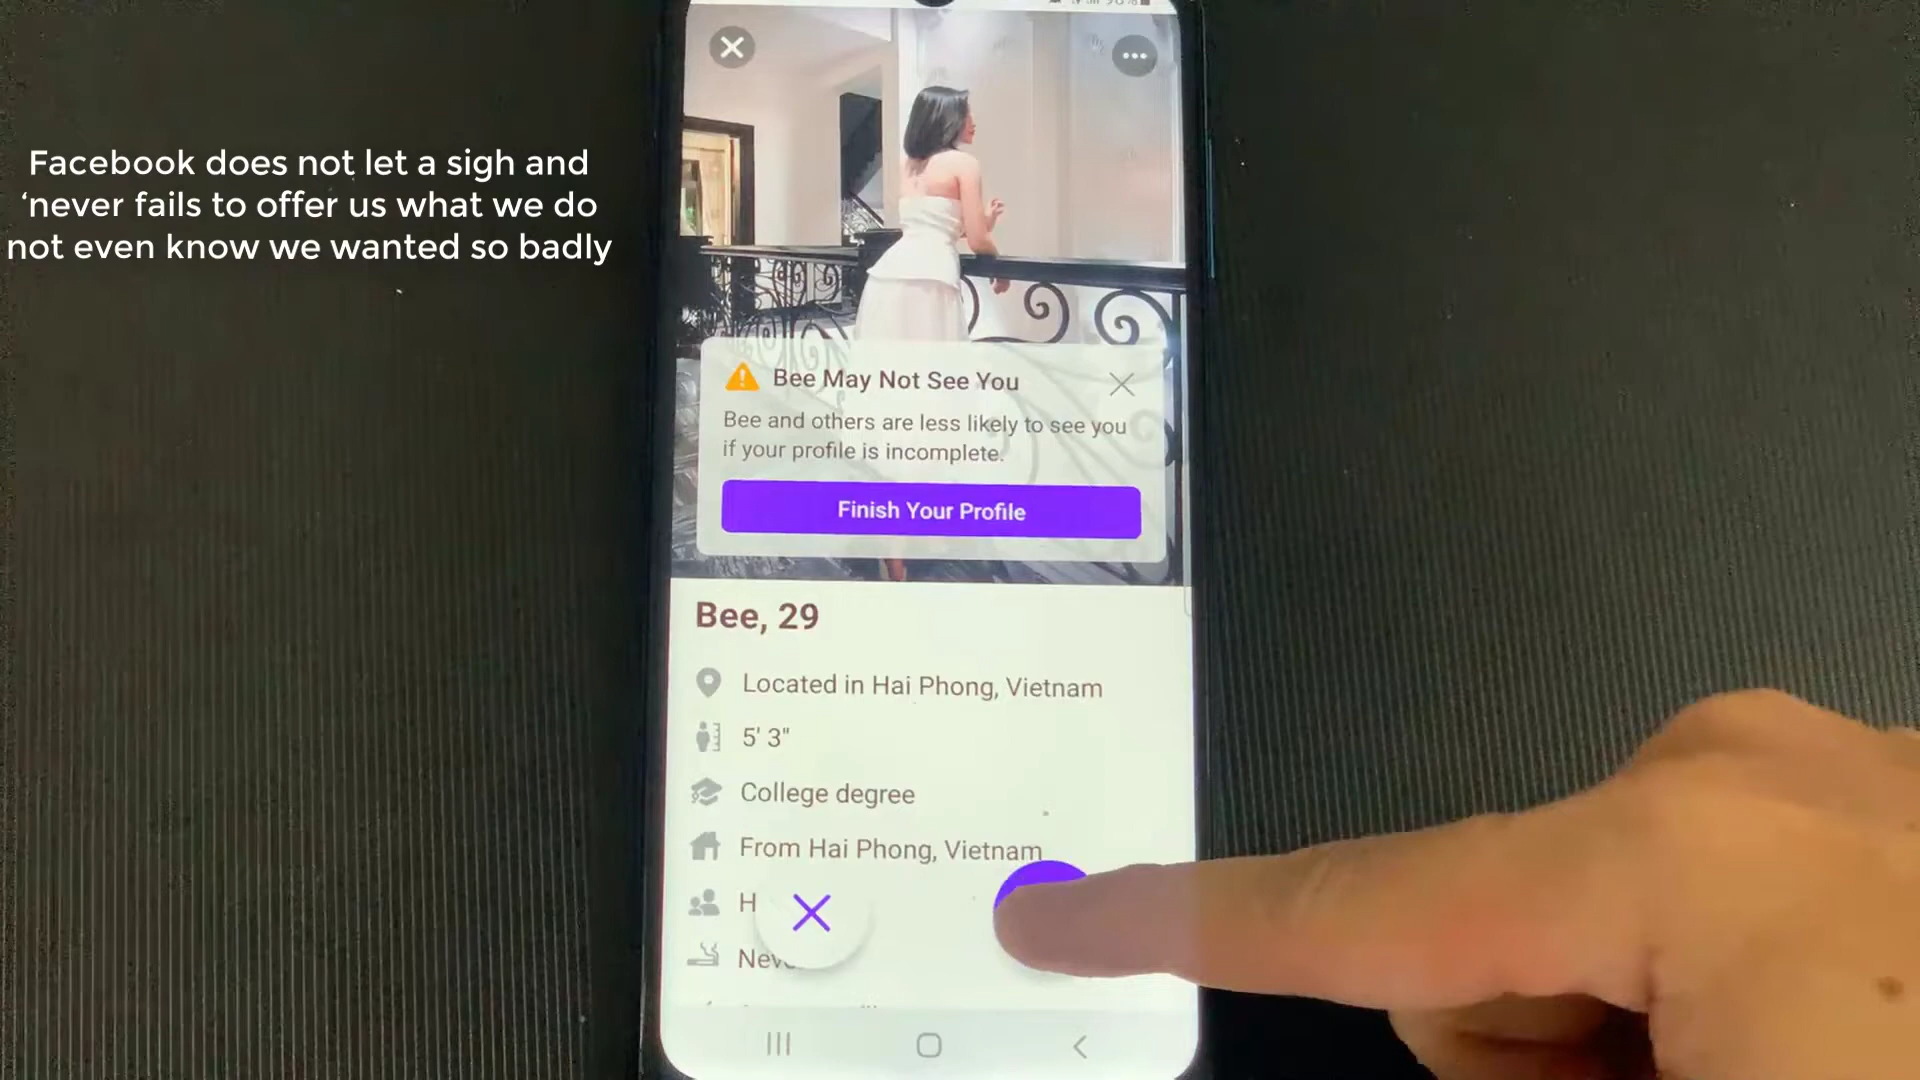 Facebook does not let a sigh and
‘never fails to offer us what we do
not even know we wanted so badly
Bee May Not See You
Bee and others are less likely to see you
if your profile is incomplete.
Finish Your Profile
Bee, 29
Located in Hai Phong, Vietnam
5' 3"
College degree
From Hai Phong, Vietnam
H